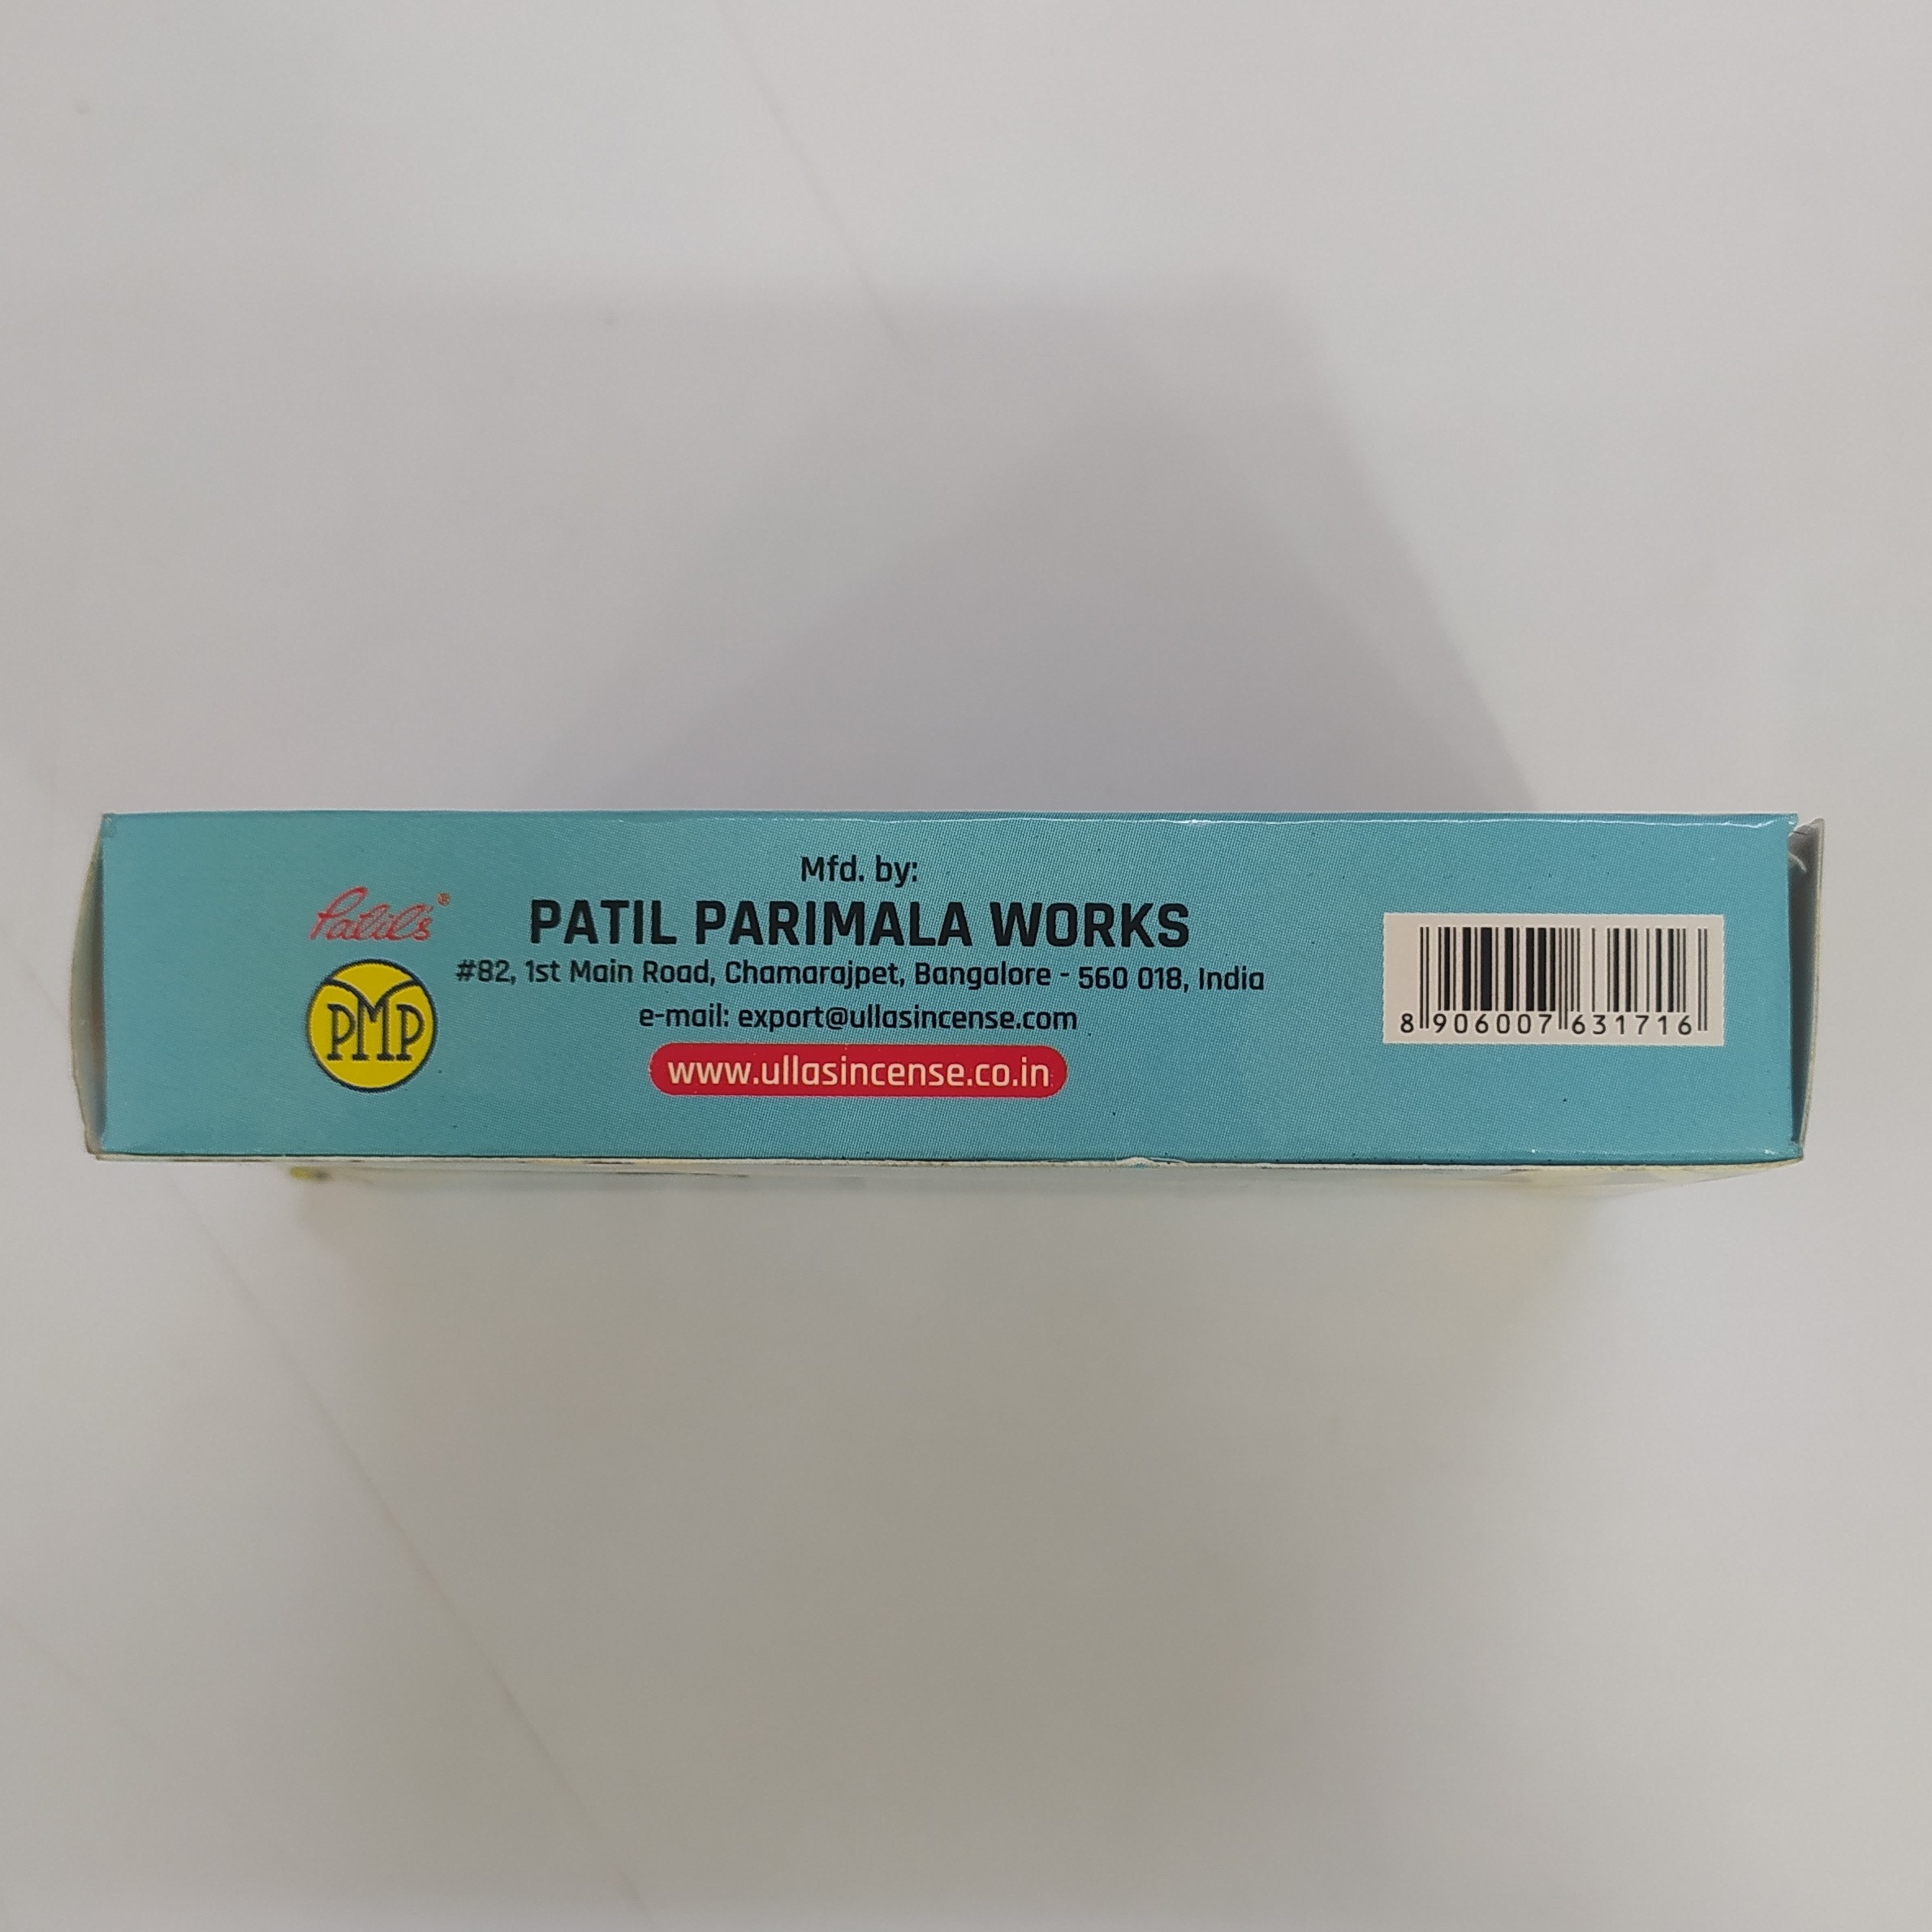 Patil's®
PMP
Mfd. by:
PATIL PARIMALA WORKS
#82, 1st Main Road, Chamarajpet, Bangalore - 560 018, India
e-mail: export@ullasincense.com
www.ullasincense.co.in
8 906007 631716